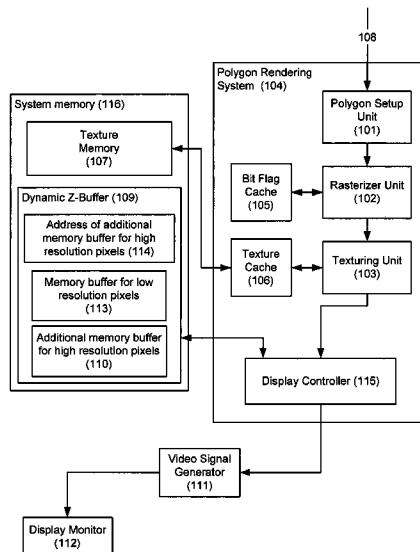 108
Polygon Rendering
System (104)
System memory (116)
Polygon Setup
Unit
(101)
Texture
Memory
(107)
Bit Flag
Cache
(105)
Rasterizer Unit
(102)
Dynamic Z-Buffer (109)
Address of additional
memory buffer for high
resolution pixels
(114)
Texture
Cache
(106)
Texturing Unit
(103)
Memory buffer for low
resolution pixels
(113)
Additional memory buffer
for high resolution pixels
(110)
Display Controller (115)
Video Signal
Generator
(111)
Display Monitor
(112)